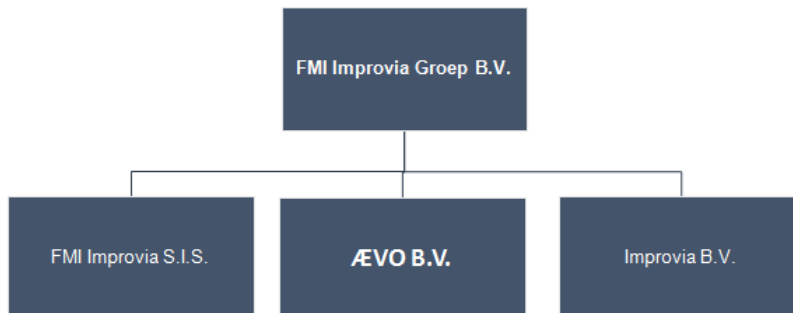 FMI Improvia Groep B.V.
FMI Improvia S.I.S.
ÆVO B.V.
Improvia B.V.